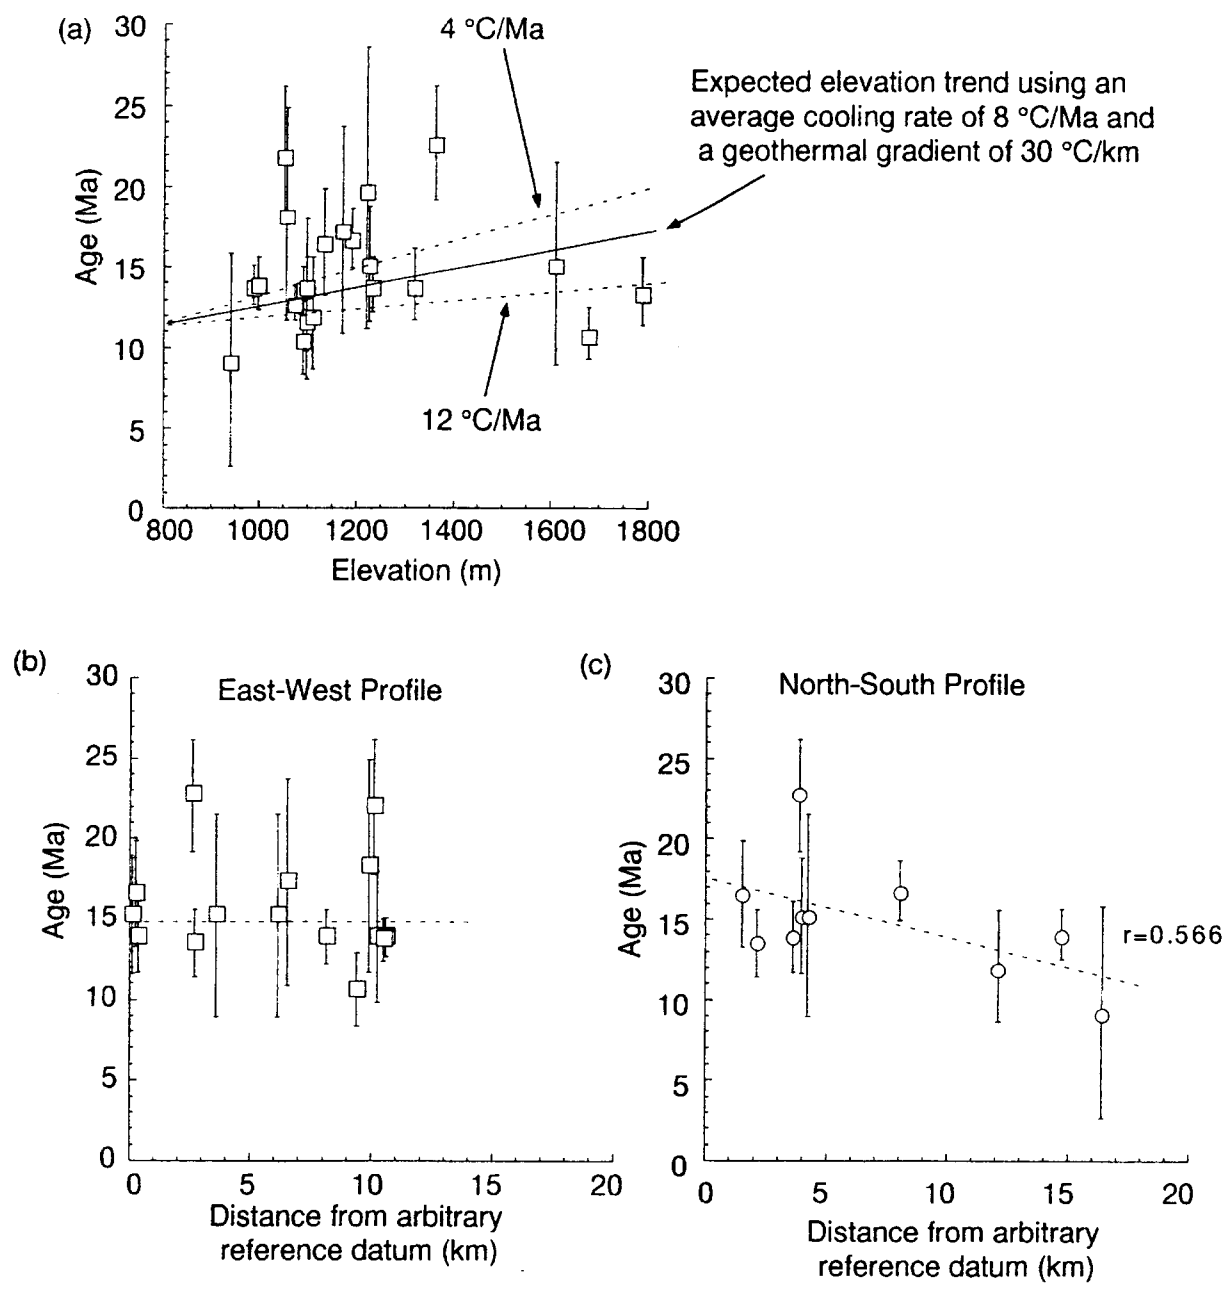 (a)
4 °C/Ma
Expected elevation trend using an
average cooling rate of 8 °C/Ma and
a geothermal gradient of 30 °C/km
30
25
20
15
10
5
0
Age (Ma)
12 °C/Ma
800 1000 1200 1400 1600 1800
Elevation (m)
(b)
East-West Profile
30
25
20
15
10
5
0
Age (Ma)
0 5 10 15 20
Distance from arbitrary
reference datum (km)
(c)
North-South Profile
30
25
20
15
10
5
0
Age (Ma)
r=0.566
0 5 10 15 20
Distance from arbitrary
reference datum (km)